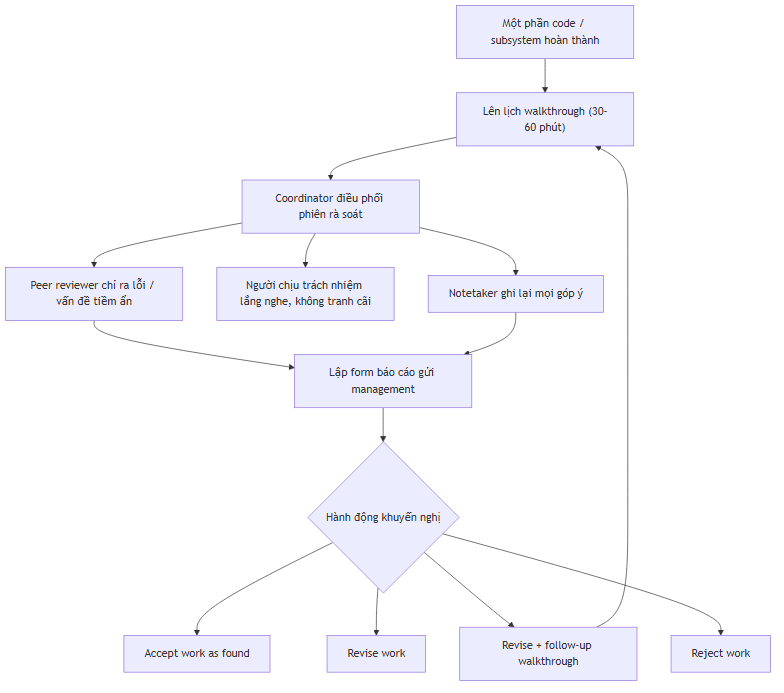 Một phần code /
subsystem hoàn thành
Lên lịch walkthrough (30-
60 phút)
Coordinator điều phối
phiên rà soát
Peer reviewer chỉ ra lỗi /
vấn đề tiềm ẩn
Người chịu trách nhiệm
lắng nghe, không tranh cãi
Notetaker ghi lại mọi góp ý
Lập form báo cáo gửi
management
Hành động khuyến nghị
Accept work as found
Revise work
Revise + follow-up
walkthrough
Reject work